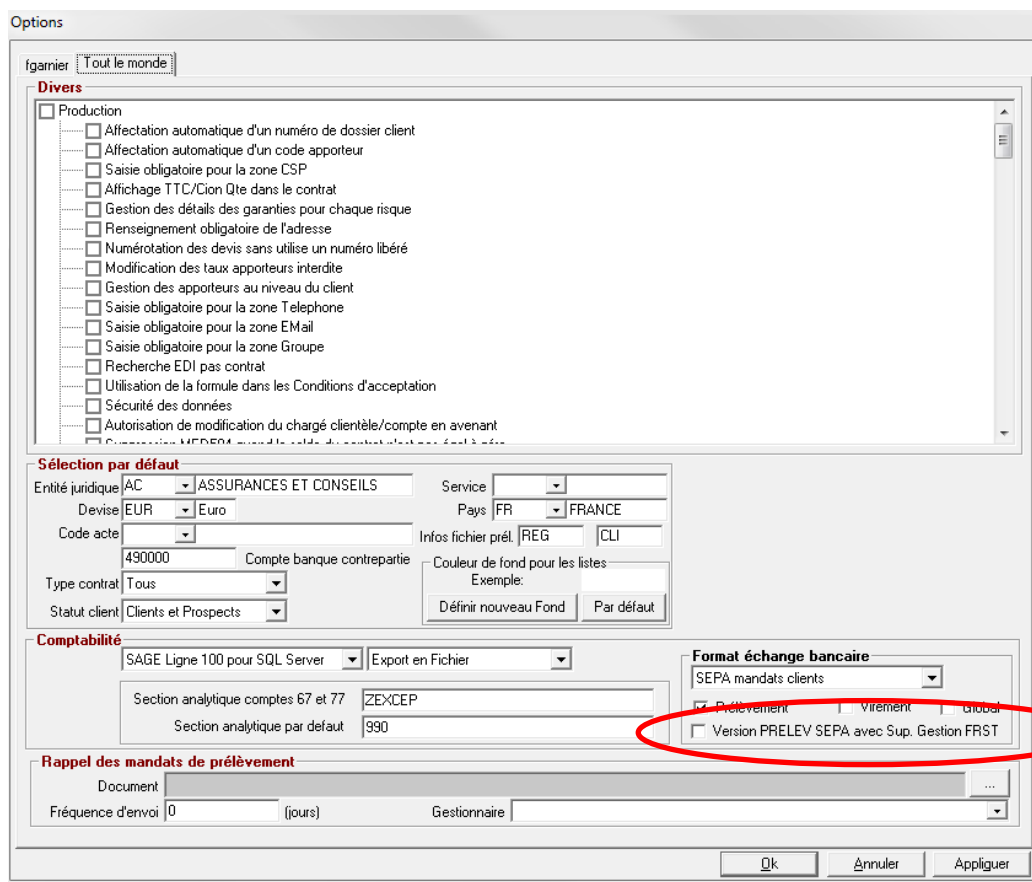 Options
fgarnier Tout le monde
Divers
Production
Affectation automatique d'un numéro de dossier client
Affectation automatique d'un code apporteur
Saisie obligatoire pour la zone CSP
Affichage TTC/Cion Qte dans le contrat
Gestion des détails des garanties pour chaque risque
Renseignement obligatoire de l'adresse
Numérotation des devis sans utilise un numéro libéré
Modification des taux apporteurs interdite
Gestion des apporteurs au niveau du client
Saisie obligatoire pour la zone Telephone
Saisie obligatoire pour la zone EMail
Saisie obligatoire pour la zone Groupe
Recherche EDI pas contrat
Utilisation de la formule dans les Conditions d'acceptation
Sécurité des données
Autorisation de modification du chargé clientèle/compte en avenant
Sélection par défaut
Entité juridique AC ASSURANCES ET CONSEILS Service
Devise EUR Euro Pays FR FRANCE
Code acte Infos fichier prél. REG CLI
490000 Compte banque contrepartie
Couleur de fond pour les listes
Exemple:
Type contrat Tous
Définir nouveau Fond Par défaut
Statut client Clients et Prospects
Comptabilité
SAGE Ligne 100 pour SQL Server Export en Fichier
Format échange bancaire
SEPA mandats clients
Section analytique comptes 67 et 77 ZEXCEP
Prélèvement Virement Global
Section analytique par defaut 990
Version PRELEV SEPA avec Sup. Gestion FRST
Rappel des mandats de prélèvement
Document ...
Fréquence d'envoi 0 (jours) Gestionnaire
Ok Annuler Appliquer